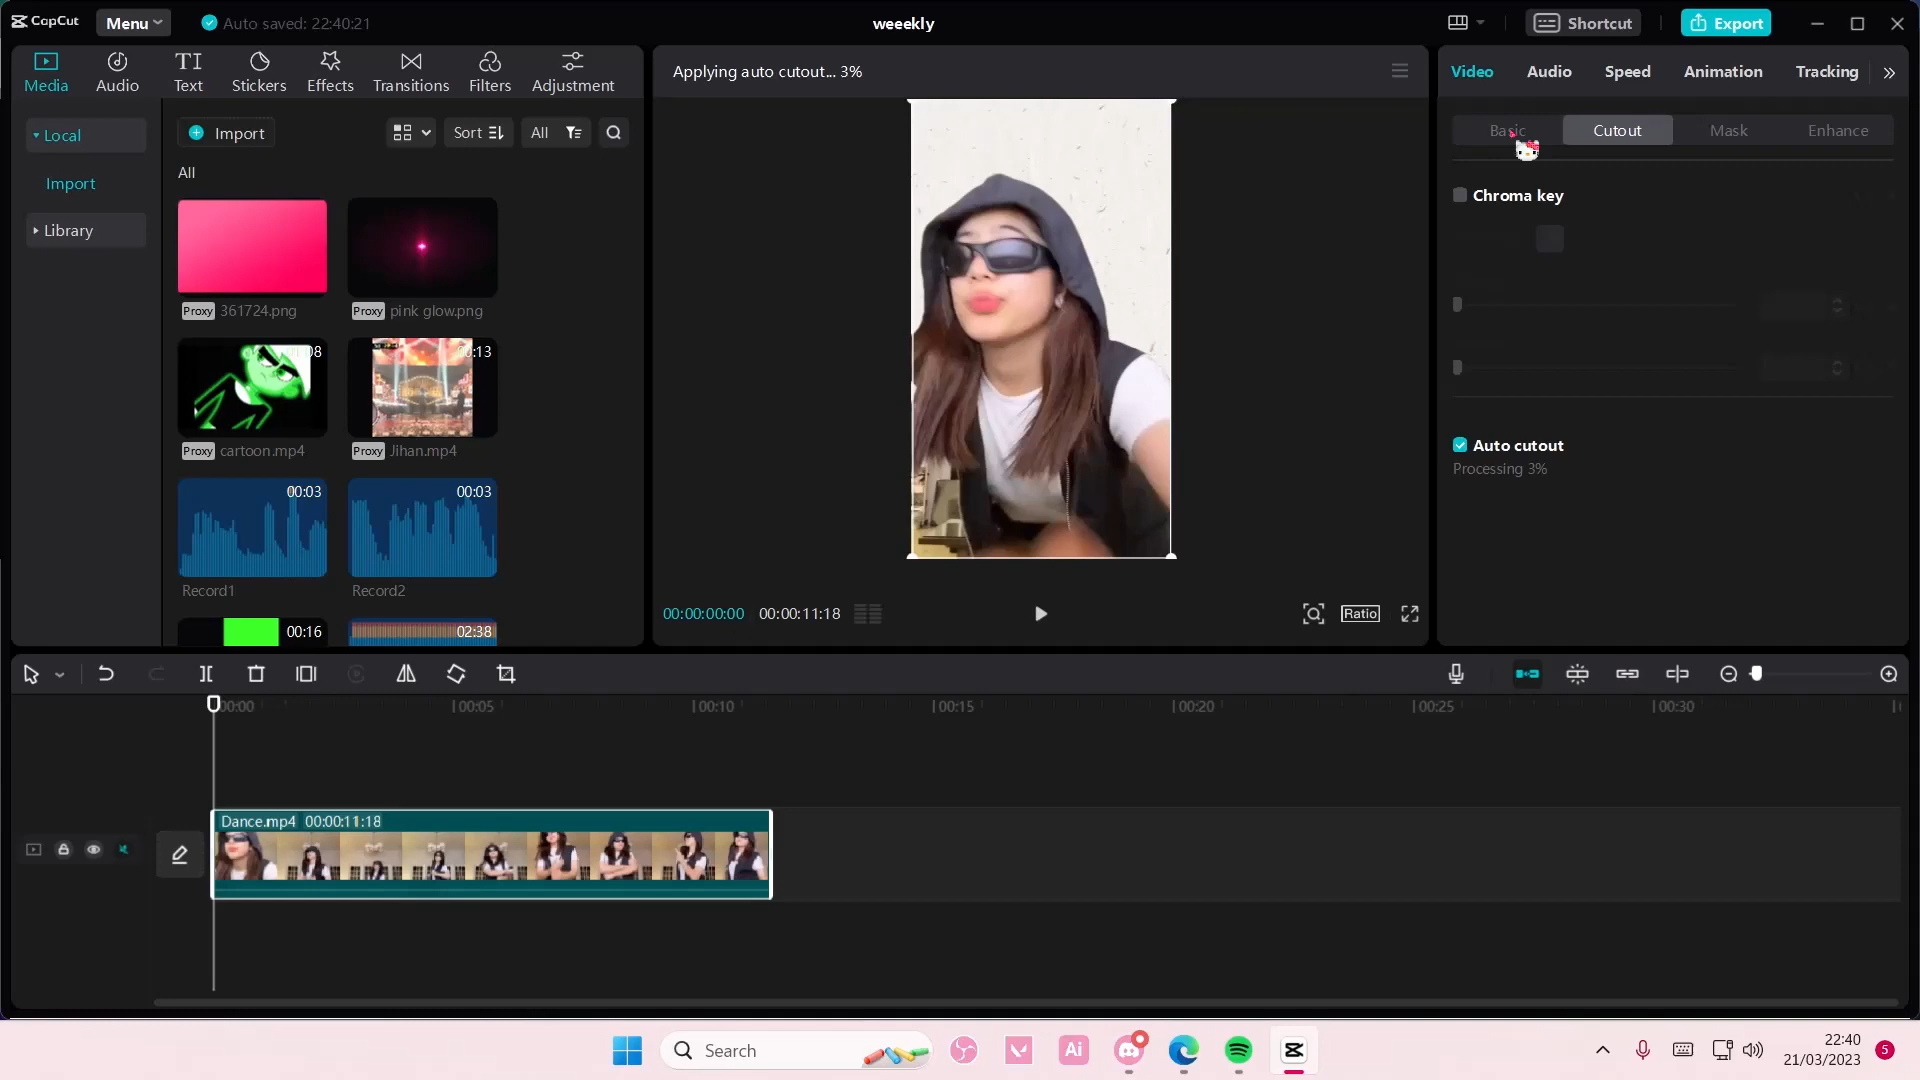 CapCut
Menu
Auto saved: 22:40:21
weeekly
Shortcut
Export
Media
Audio
TI
Text
Stickers
Effects
Transitions
Filters
Adjustment
Local
Import
Library
Import
Sort
All
All
Proxy 361724.png
Proxy pink glow.png
:08
:13
Proxy cartoon.mp4
Proxy Jihan.mp4
00:03
00:03
Record1
Record2
00:16
02:38
Applying auto cutout... 3%
00:00:00:00
00:00:11:18
Ratio
Video
Audio
Speed
Animation
Tracking
Basic
Cutout
Mask
Enhance
Chroma key
Auto cutout
Processing 3%
00:00
00:05
00:10
00:15
00:20
00:25
00:30
Dance.mp4 00:00:11:18
Search
Ai
22:40
21/03/2023
5